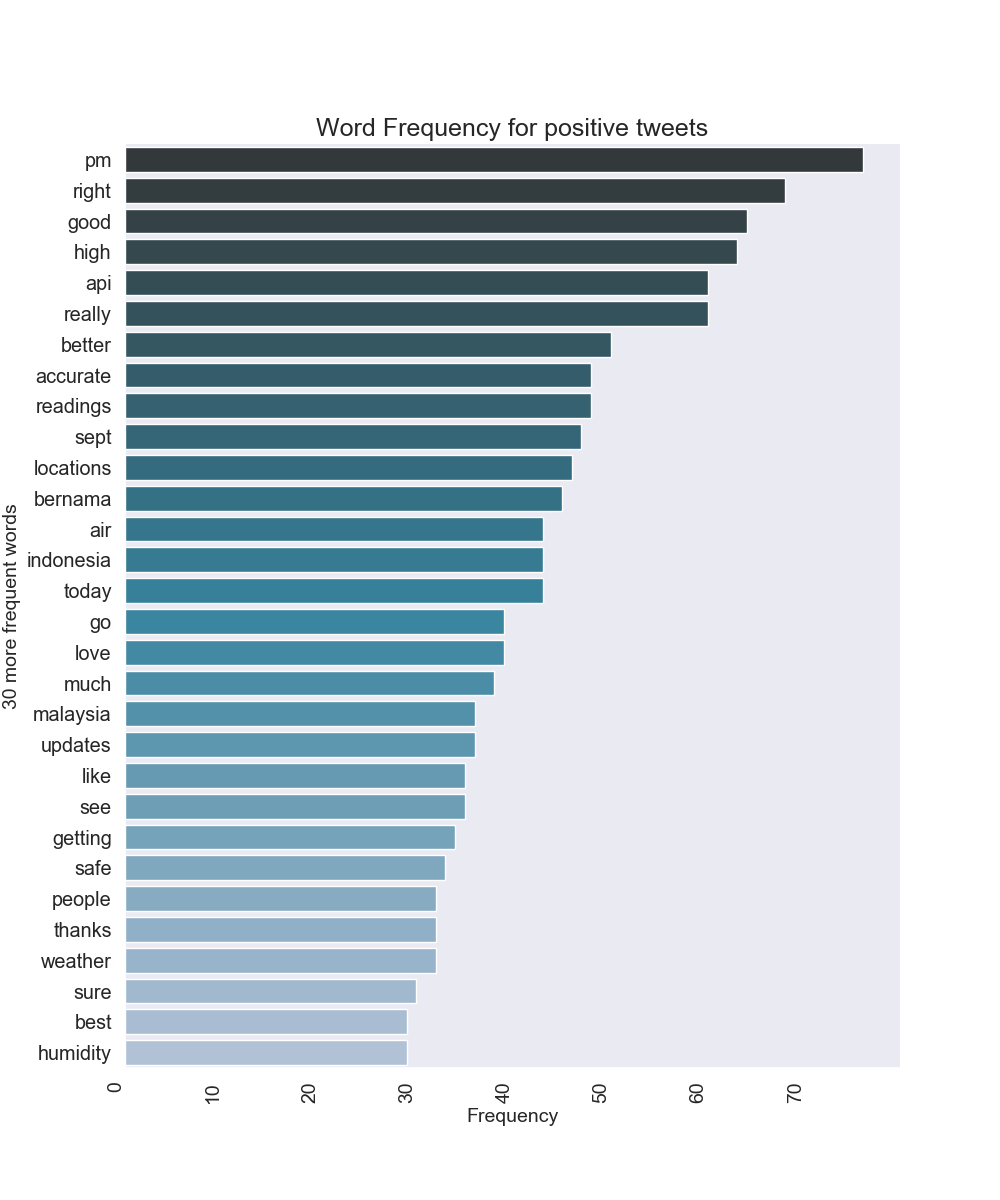 Word Frequency for positive tweets
30 more frequent words
pm
right
good
high
api
really
better
accurate
readings
sept
locations
bernama
air
indonesia
today
go
love
much
malaysia
updates
like
see
getting
safe
people
thanks
weather
sure
best
humidity
0 10 20 30 40 50 60 70
Frequency